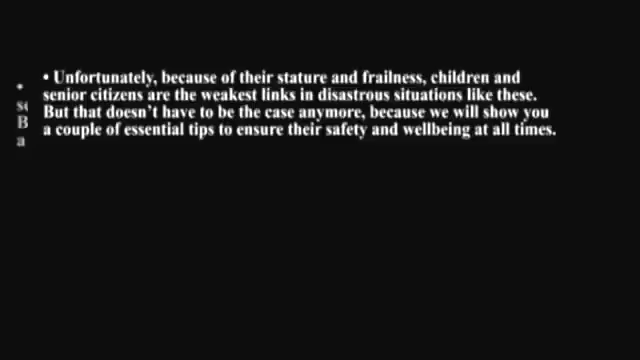 • Unfortunately, because of their stature and frailness, children and
senior citizens are the weakest links in disastrous situations like these.
But that doesn't have to be the case anymore, because we will show you
a couple of essential tips to ensure their safety and wellbeing at all times.